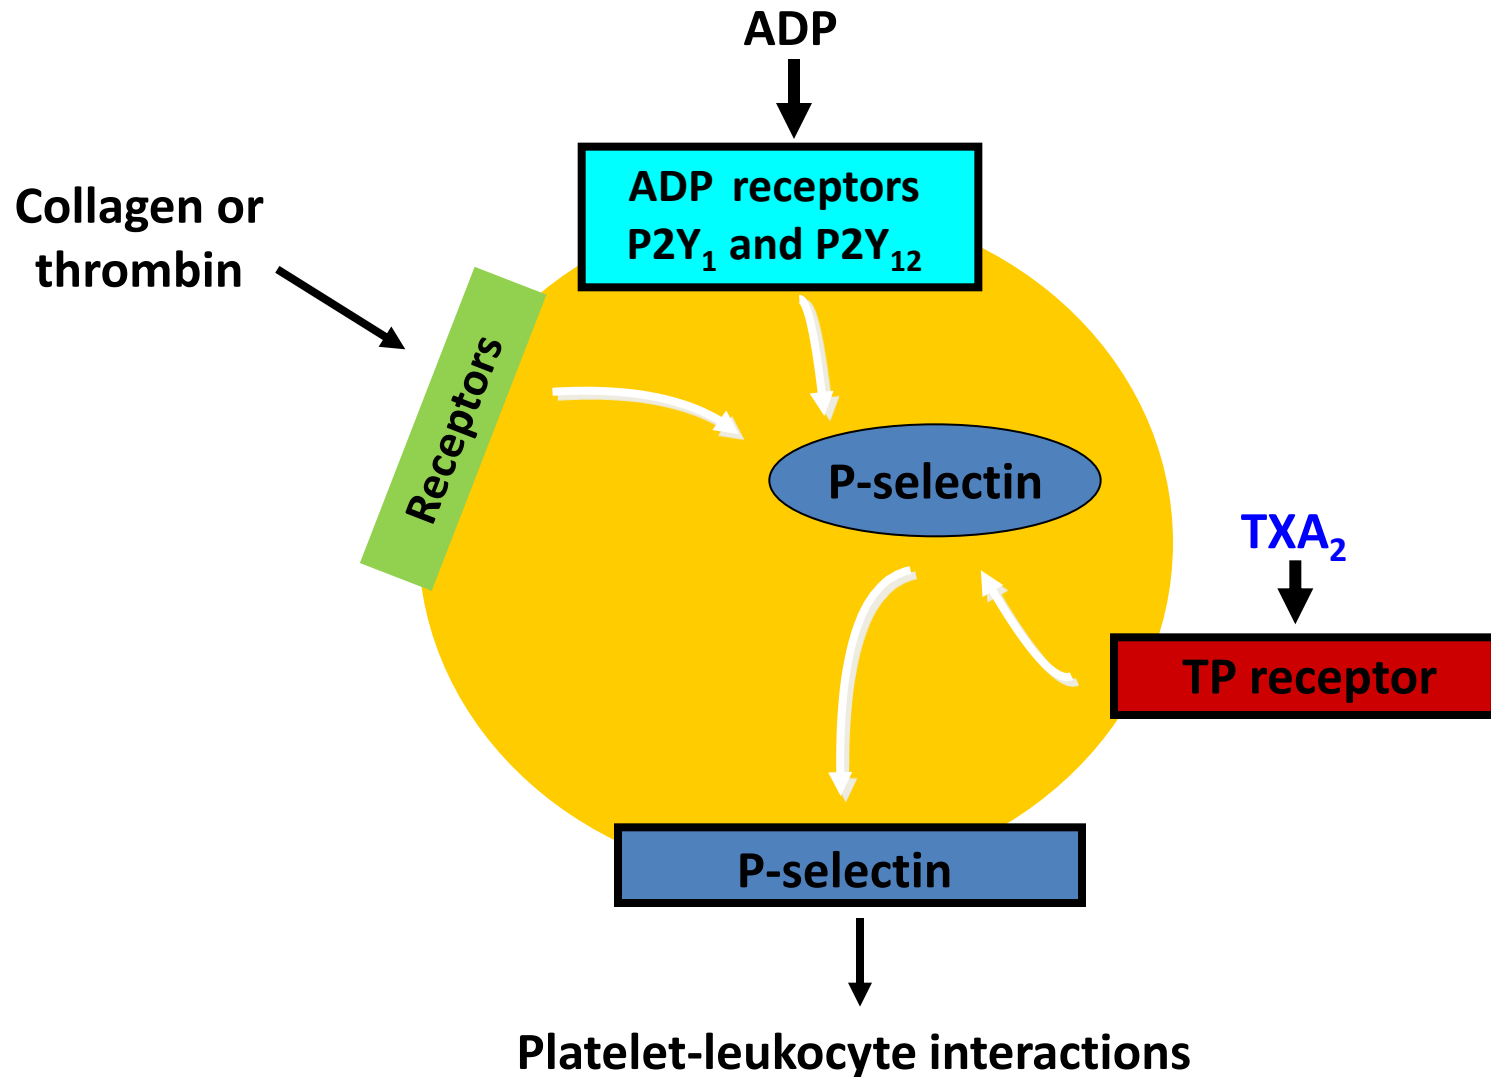 ADP
ADP receptors
P2Y₁ and P2Y₁₂
Collagen or
thrombin
Receptors
P-selectin
TXA₂
TP receptor
P-selectin
Platelet-leukocyte interactions